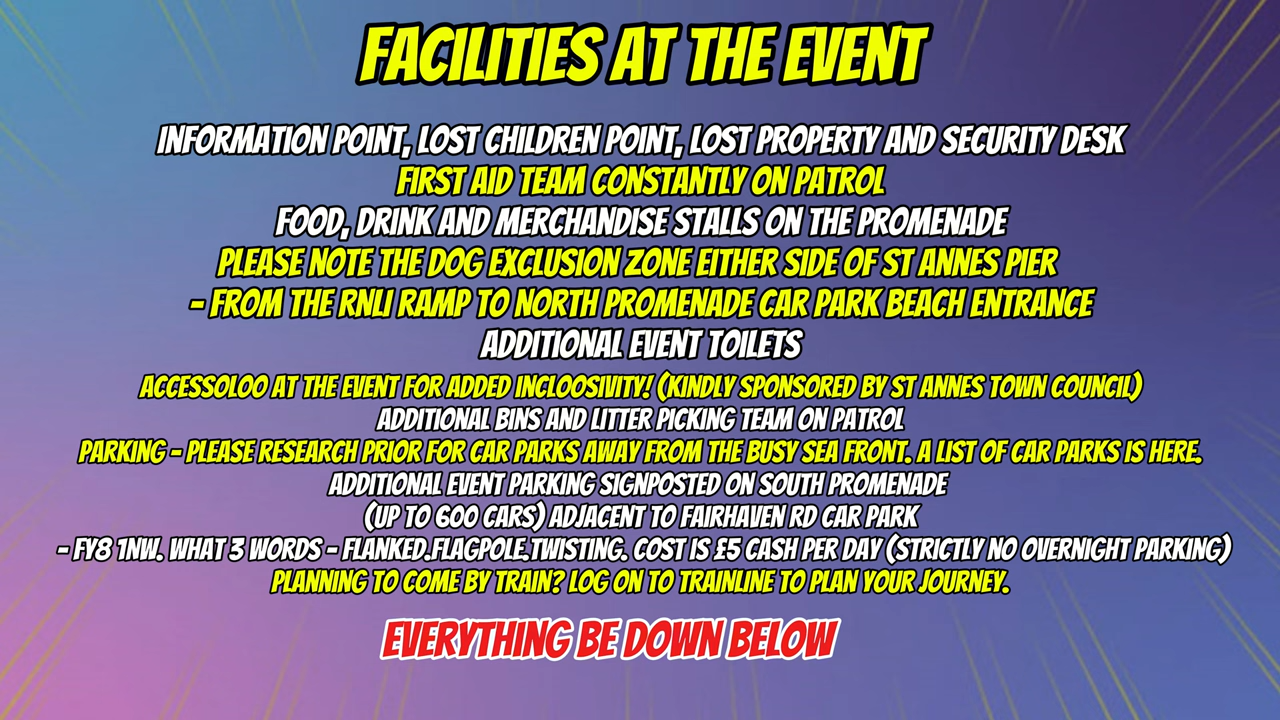 FACILITIES AT THE EVENT
INFORMATION POINT, LOST CHILDREN POINT, LOST PROPERTY AND SECURITY DESK
FIRST AID TEAM CONSTANTLY ON PATROL
FOOD, DRINK AND MERCHANDISE STALLS ON THE PROMENADE
PLEASE NOTE THE DOG EXCLUSION ZONE EITHER SIDE OF ST ANNES PIER
- FROM THE RNLI RAMP TO NORTH PROMENADE CAR PARK BEACH ENTRANCE
ADDITIONAL EVENT TOILETS
ACCESSOLOO AT THE EVENT FOR ADDED INCLOOSIVITY! (KINDLY SPONSORED BY ST ANNES TOWN COUNCIL)
ADDITIONAL BINS AND LITTER PICKING TEAM ON PATROL
PARKING - PLEASE RESEARCH PRIOR FOR CAR PARKS AWAY FROM THE BUSY SEA FRONT. A LIST OF CAR PARKS IS HERE.
ADDITIONAL EVENT PARKING SIGNPOSTED ON SOUTH PROMENADE
(UP TO 600 CARS) ADJACENT TO FAIRHAVEN RD CAR PARK
- FY8 1NW. WHAT 3 WORDS - FLANKED.FLAGPOLE.TWISTING. COST IS £5 CASH PER DAY (STRICTLY NO OVERNIGHT PARKING)
PLANNING TO COME BY TRAIN? LOG ON TO TRAINLINE TO PLAN YOUR JOURNEY.
EVERYTHING BE DOWN BELOW